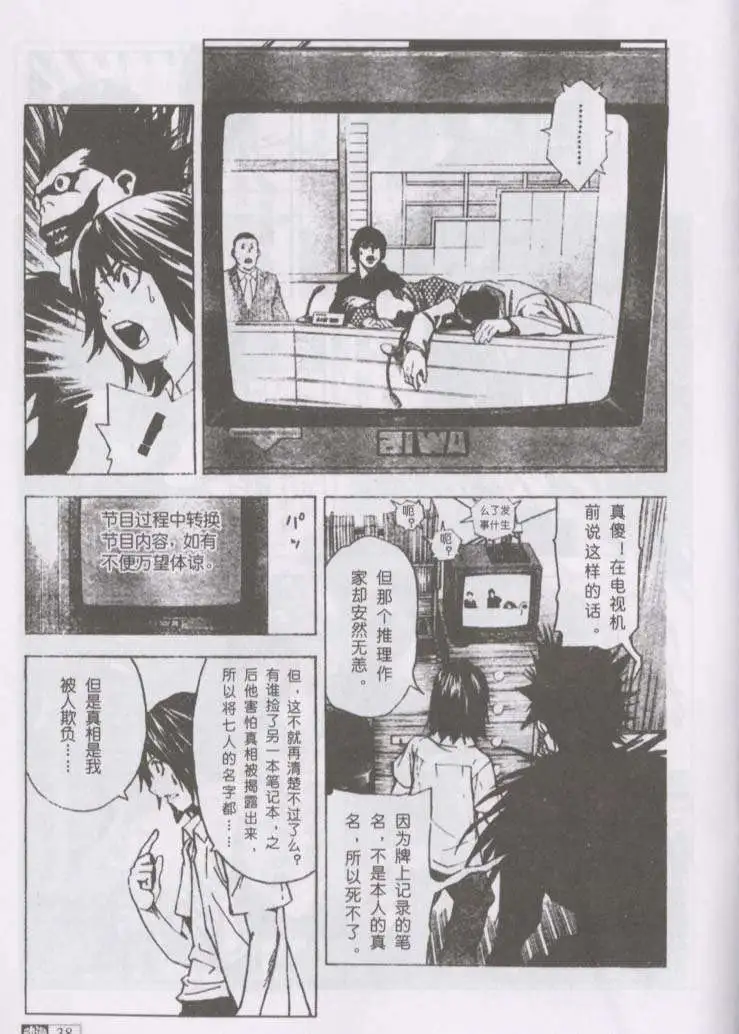 …………
aiwa
!
真傻！在电视机
前说这样的话。
发生
了什
么事
呃？
呃？
但那个推理作
家却安然无恙。
因为牌上记录的笔
名，不是本人的真
名，所以死不了。
パッ
节目过程中转换
节目内容，如有
不便万望体谅。
但，这不就再清楚不过了么？
有谁捡了另一本笔记本，之
后他害怕真相被揭露出来，
所以将七人的名字都……
但是真相是我
被人欺负……
38